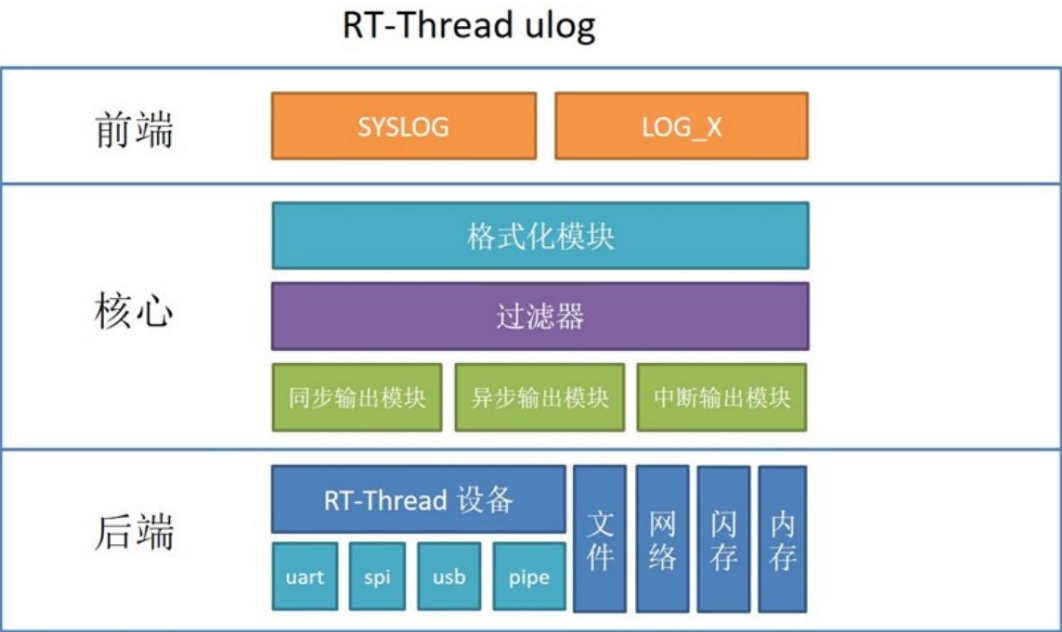 RT-Thread ulog
前端
SYSLOG
LOG_X
核心
格式化模块
过滤器
同步输出模块
异步输出模块
中断输出模块
后端
RT-Thread 设备
uart
spi
usb
pipe
文件
网络
闪存
内存